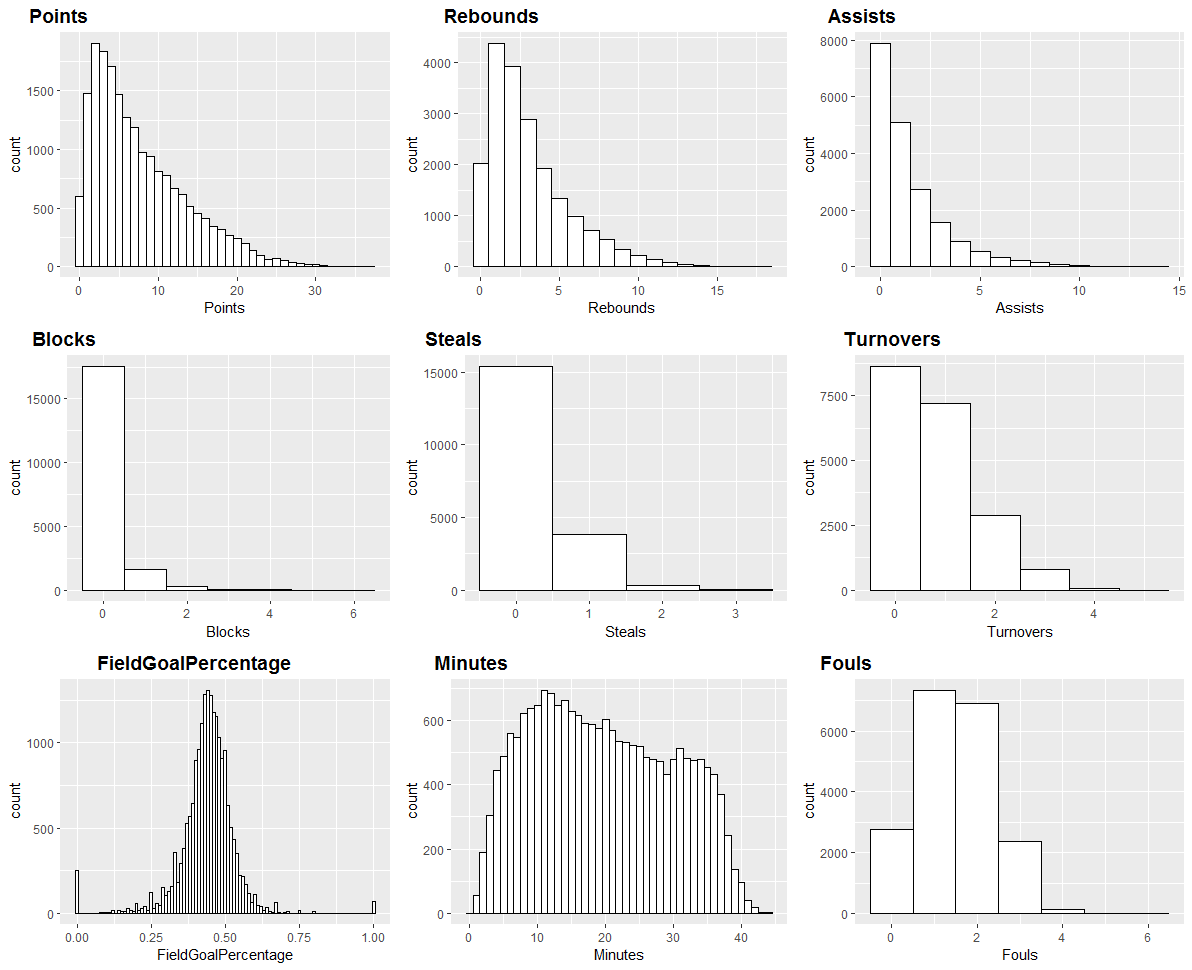 Points
Rebounds
Assists
count
1500
1000
500
0
0
10
20
30
Points
count
4000
3000
2000
1000
0
0
5
10
15
Rebounds
count
8000
6000
4000
2000
0
0
5
10
15
Assists
Blocks
Steals
Turnovers
count
15000
10000
5000
0
0
2
4
6
Blocks
count
15000
10000
5000
0
0
1
2
3
Steals
count
7500
5000
2500
0
0
2
4
Turnovers
FieldGoalPercentage
Minutes
Fouls
count
1000
500
0
0.00
0.25
0.50
0.75
1.00
FieldGoalPercentage
count
600
400
200
0
0
10
20
30
40
Minutes
count
6000
4000
2000
0
0
2
4
6
Fouls